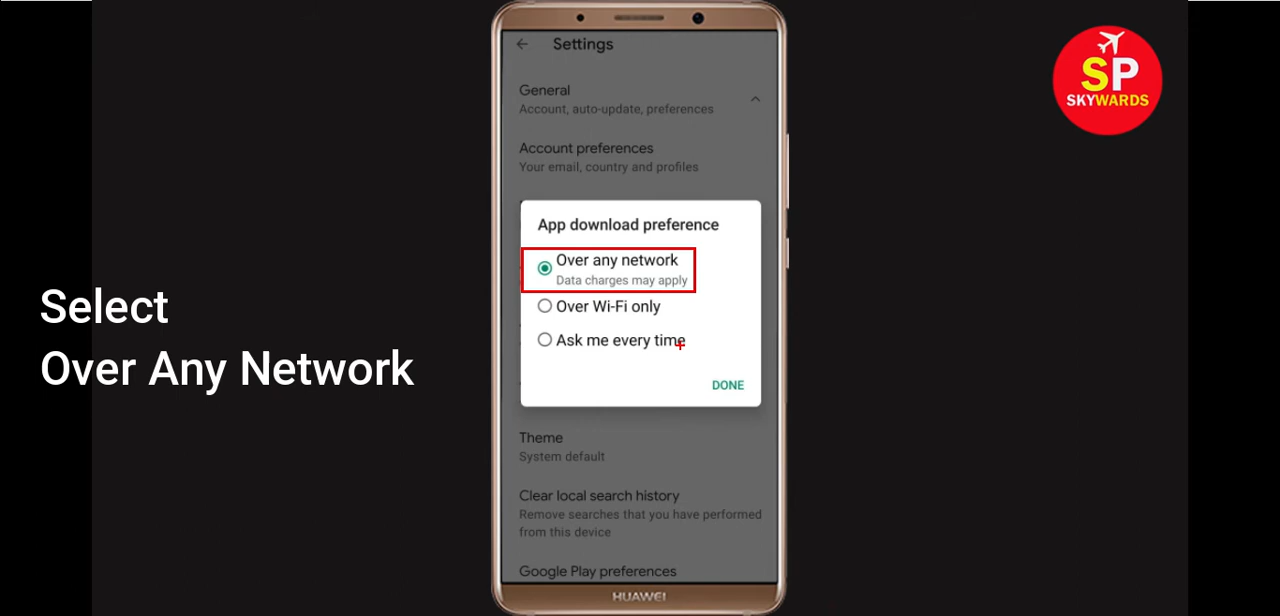 Settings
General
Account, auto-update, preferences
Account preferences
Your email, country and profiles
App download preference
Over any network
Data charges may apply
Over Wi-Fi only
Ask me every time
DONE
Theme
System default
Clear local search history
Remove searches that you have performed
from this device
Google Play preferences
HUAWEI
Select
Over Any Network
SP
SKYWARDS